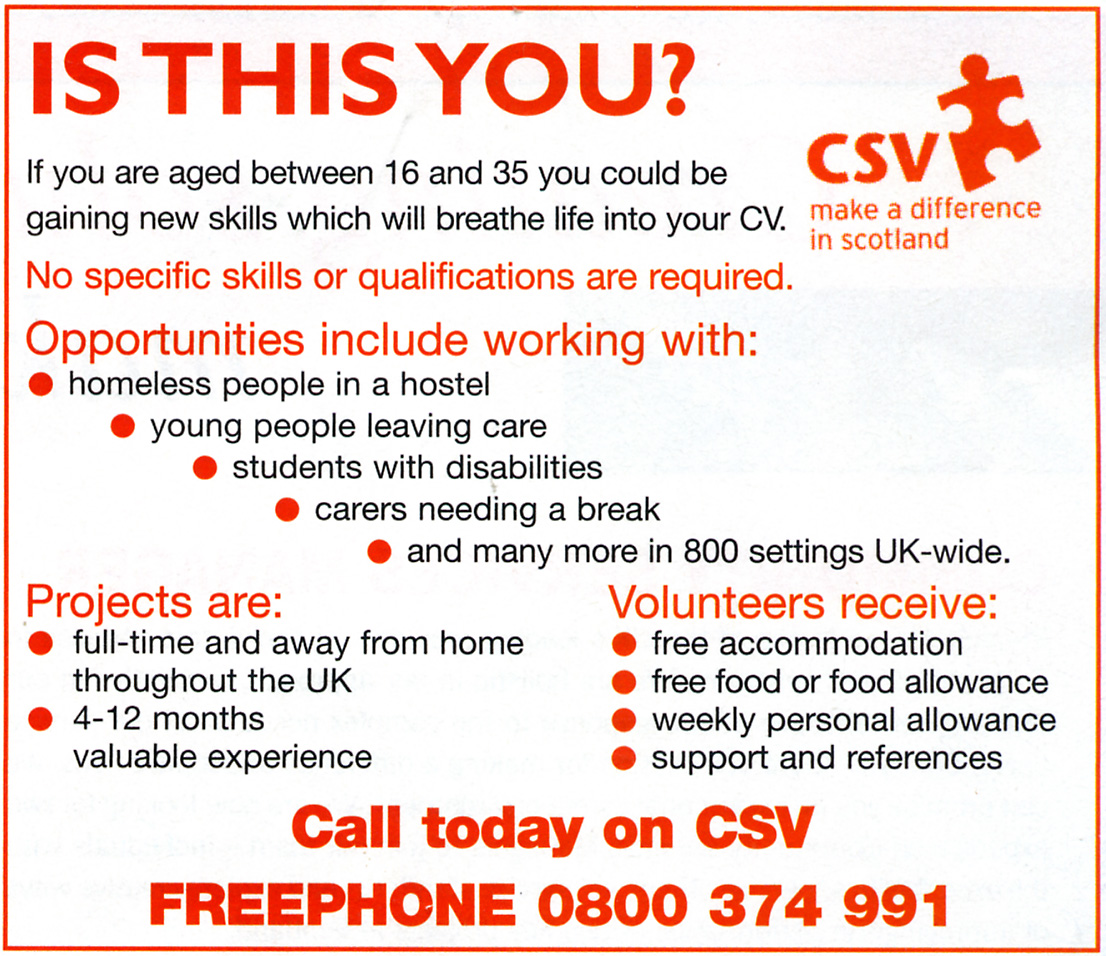 IS THIS YOU?
If you are aged between 16 and 35 you could be
gaining new skills which will breathe life into your CV.
CSV
make a difference
in scotland
No specific skills or qualifications are required.
Opportunities include working with:
● homeless people in a hostel
● young people leaving care
● students with disabilities
● carers needing a break
● and many more in 800 settings UK-wide.
Projects are:
● full-time and away from home
throughout the UK
● 4-12 months
valuable experience
Volunteers receive:
● free accommodation
● free food or food allowance
● weekly personal allowance
● support and references
Call today on CSV
FREEPHONE 0800 374 991